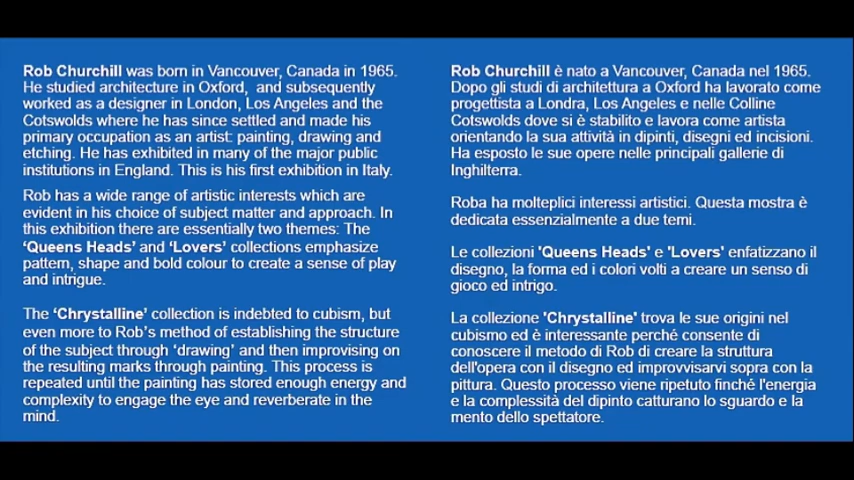 Rob Churchill was born in Vancouver, Canada in 1965.
He studied architecture in Oxford, and subsequently
worked as a designer in London, Los Angeles and the
Cotswolds where he has since settled and made his
primary occupation as an artist: painting, drawing and
etching. He has exhibited in many of the major public
institutions in England. This is his first exhibition in Italy.
Rob has a wide range of artistic interests which are
evident in his choice of subject matter and approach. In
this exhibition there are essentially two themes: The
‘Queens Heads’ and ‘Lovers’ collections emphasize
pattern, shape and bold colour to create a sense of play
and intrigue.
The ‘Chrystalline’ collection is indebted to cubism, but
even more to Rob’s method of establishing the structure
of the subject through ‘drawing’ and then improvising on
the resulting marks through painting. This process is
repeated until the painting has stored enough energy and
complexity to engage the eye and reverberate in the
mind.
Rob Churchill è nato a Vancouver, Canada nel 1965.
Dopo gli studi di architettura a Oxford ha lavorato come
progettista a Londra, Los Angeles e nelle Colline
Cotswolds dove si è stabilito e lavora come artista
orientando la sua attività in dipinti, disegni ed incisioni.
Ha esposto le sue opere nelle principali gallerie di
Inghilterra.
Roba ha molteplici interessi artistici. Questa mostra è
dedicata essenzialmente a due temi.
Le collezioni 'Queens Heads' e 'Lovers' enfatizzano il
disegno, la forma ed i colori volti a creare un senso di
gioco ed intrigo.
La collezione 'Chrystalline' trova le sue origini nel
cubismo ed è interessante perché consente di
conoscere il metodo di Rob di creare la struttura
dell'opera con il disegno ed improvvisarvi sopra con la
pittura. Questo processo viene ripetuto finché l'energia
e la complessità del dipinto catturano lo sguardo e la
mento dello spettatore.